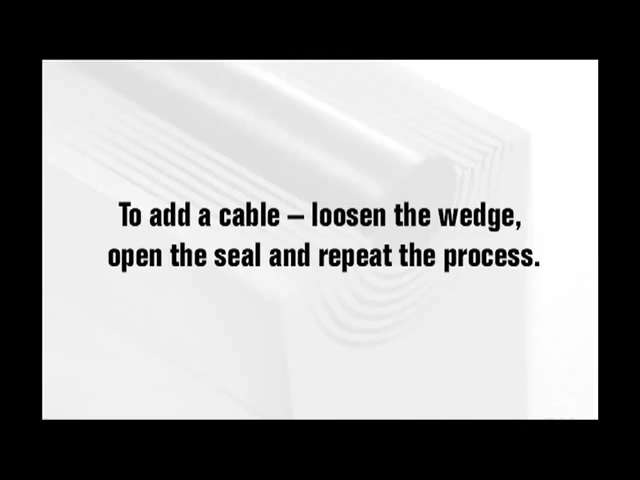 To add a cable – loosen the wedge,
open the seal and repeat the process.